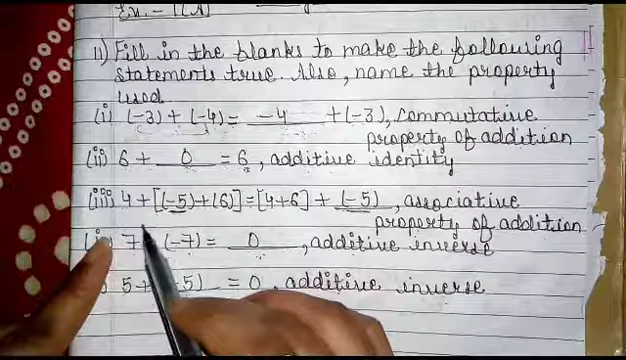 11) Fill in the blanks to make the following
statements true. Also, name the property
used
(i) (-3) + (-4) = -4 + (-3), Commutative
property of addition
(ii) 6 + 0 = 6, additive identity
(iii) 4 + [(-5) + (6)] = [4 + 6] + (-5), associative
property of addition
7 (-7) = 0, additive inverse
5 + -5) = 0, additive inverse